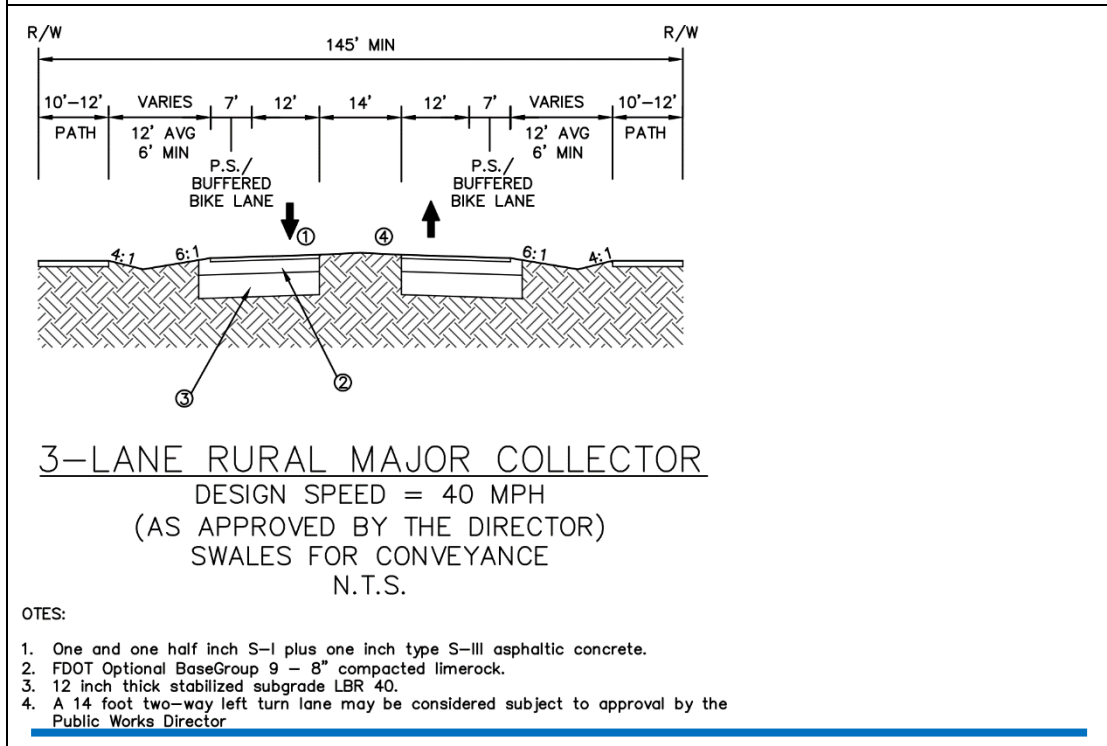 R/W R/W
145' MIN
10'-12' VARIES 7' 12' 14' 12' 7' VARIES 10'-12'
PATH 12' AVG 12' AVG PATH
6' MIN 6' MIN
P.S./ P.S./
BUFFERED BUFFERED
BIKE LANE BIKE LANE
① ④
4:1 6:1 6:1 4:1
②
③
3-LANE RURAL MAJOR COLLECTOR
DESIGN SPEED = 40 MPH
(AS APPROVED BY THE DIRECTOR)
SWALES FOR CONVEYANCE
N.T.S.
OTES:
1. One and one half inch S-I plus one inch type S-III asphaltic concrete.
2. FDOT Optional BaseGroup 9 - 8" compacted limerock.
3. 12 inch thick stabilized subgrade LBR 40.
4. A 14 foot two-way left turn lane may be considered subject to approval by the
Public Works Director